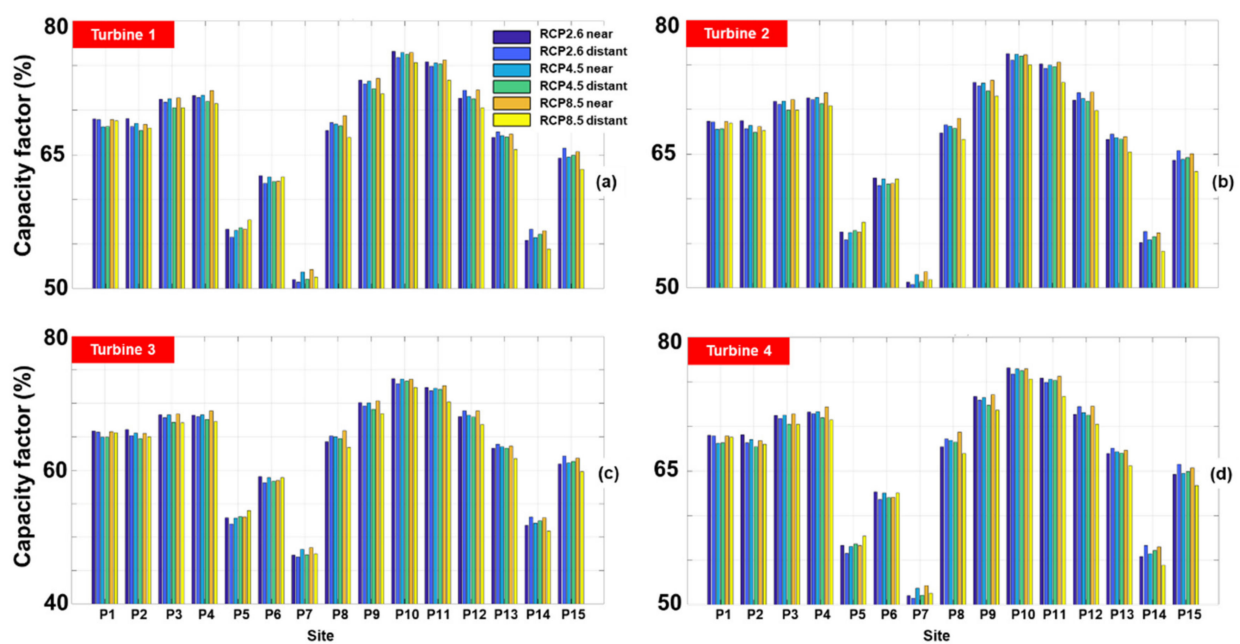 80
Turbine 1
RCP2.6 near
RCP2.6 distant
RCP4.5 near
RCP4.5 distant
RCP8.5 near
RCP8.5 distant
Capacity factor (%)
65
50
(a)
80
Turbine 2
65
50
(b)
80
Turbine 3
Capacity factor (%)
60
40
(c)
P1 P2 P3 P4 P5 P6 P7 P8 P9 P10 P11 P12 P13 P14 P15
Site
80
Turbine 4
65
50
(d)
P1 P2 P3 P4 P5 P6 P7 P8 P9 P10 P11 P12 P13 P14 P15
Site